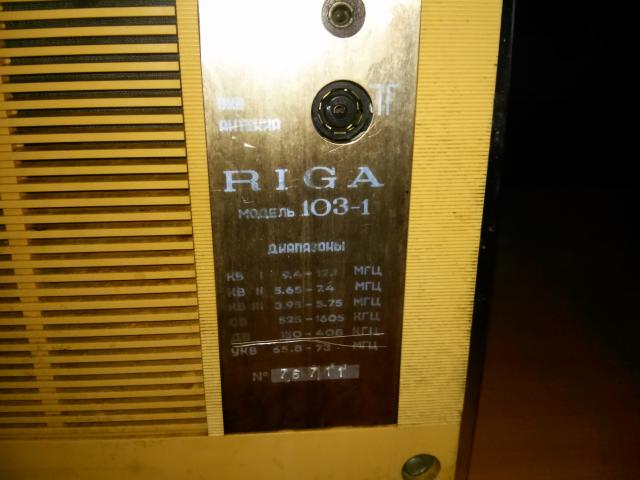 УКВ ТГ
АНТЕННА
RIGA
МОДЕЛЬ 103-1
ДИАПАЗОНЫ
КВ I 9.4-12.1 МГЦ
КВ II 5.65-7.4 МГЦ
КВ III 3.95-5.75 МГЦ
СВ 525-1605 КГЦ
ДВ 150-408 КГЦ
УКВ 65.8-73 МГЦ
№ 76711